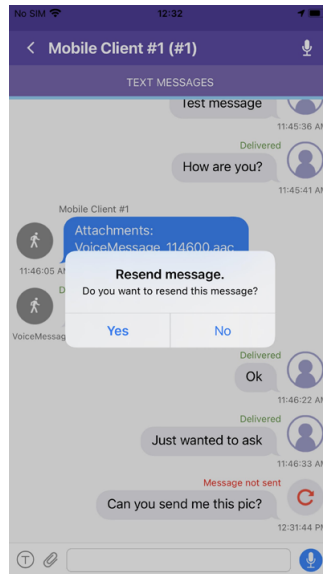 No SIM 12:32
Mobile Client #1 (#1)
TEXT MESSAGES
Test message
11:45:36 AM
Delivered
How are you?
11:45:41 AM
Mobile Client #1
Attachments:
VoiceMessage_114600.aac
11:46:05 AM
Resend message.
Do you want to resend this message?
Yes
No
VoiceMessag
Delivered
Ok
11:46:22 AM
Delivered
Just wanted to ask
11:46:33 AM
Message not sent
Can you send me this pic?
12:31:44 PM
T